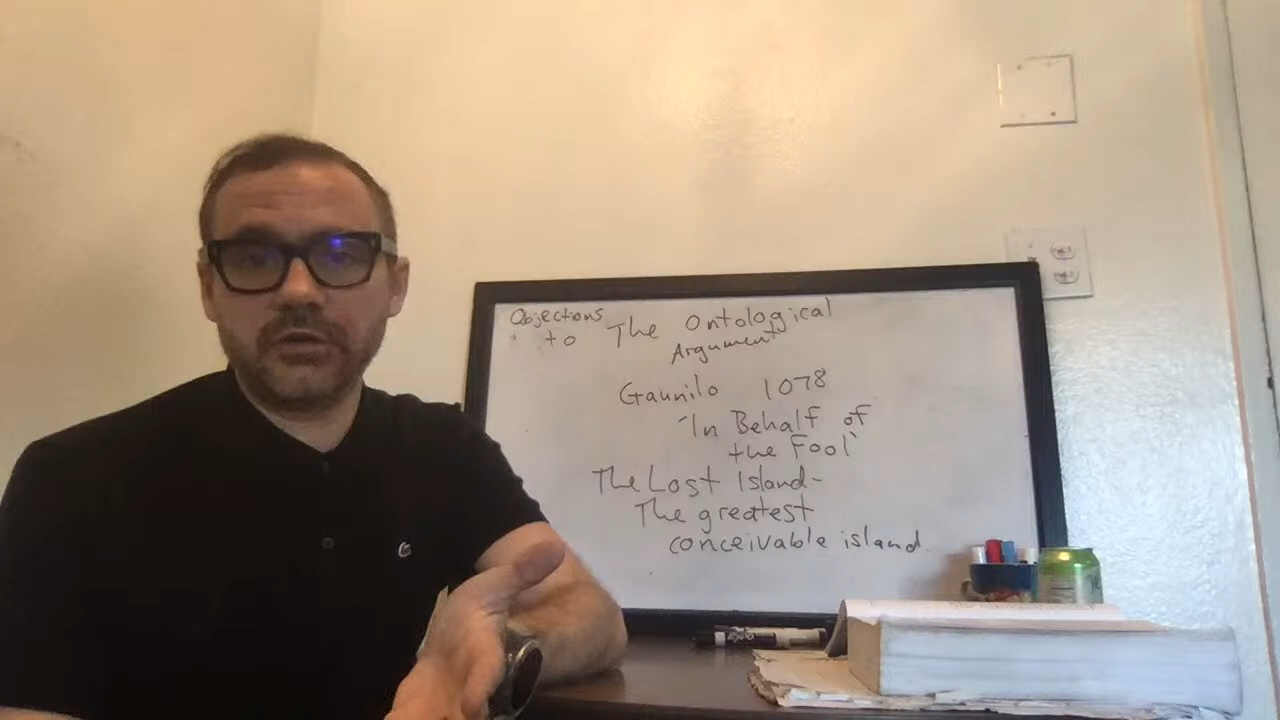 Objections
to The Ontological
Argument
Gaunilo 1078
'In Behalf of
the Fool'
The Lost Island-
The greatest
conceivable island